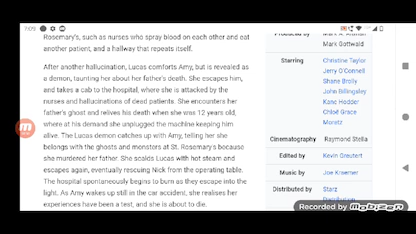 7:09
Rosemary's, such as nurses who spray blood on each other and eat
another patient, and a hallway that repeats itself.
After another hallucination, Lucas comforts Amy, but is revealed as
a demon, taunting her about her father's death. She escapes him,
and takes a cab to the hospital, where she is attacked by the
nurses and hallucinations of dead patients. She encounters her
father's ghost and relives his death when she was 12 years old,
where at his demand she unplugged the machine keeping him
alive. The Lucas demon catches up with Amy, telling her she
belongs with the ghosts and monsters at St. Rosemary's because
she murdered her father. She scalds Lucas with hot steam and
escapes again, eventually rescuing Nick from the operating table.
The hospital spontaneously begins to burn as they escape into the
light. As Amy wakes up still in the car accident, she realises her
experiences have been a test, and she is about to die.
Produced by
Mark Gottwald
Starring
Christine Taylor
Jerry O'Connell
Shane Brolly
John Billingsley
Kane Hodder
Chloë Grace
Moretz
Cinematography Raymond Stella
Edited by Kevin Greutert
Music by Joe Kraemer
Distributed by Starz
Recorded by Mobizen